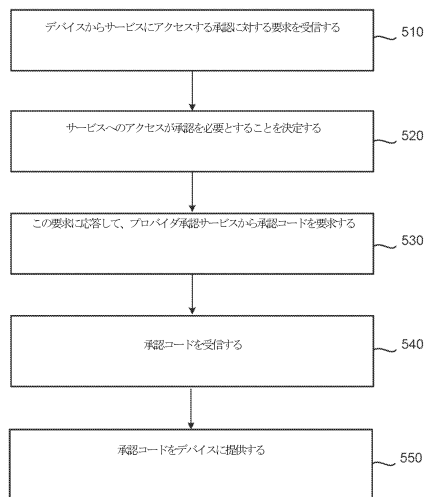 デバイスからサービスにアクセスする承認に対する要求を受信する
510
サービスへのアクセスが承認を必要とすることを決定する
520
この要求に応答して、プロバイダ承認サービスから承認コードを要求する
530
承認コードを受信する
540
承認コードをデバイスに提供する
550